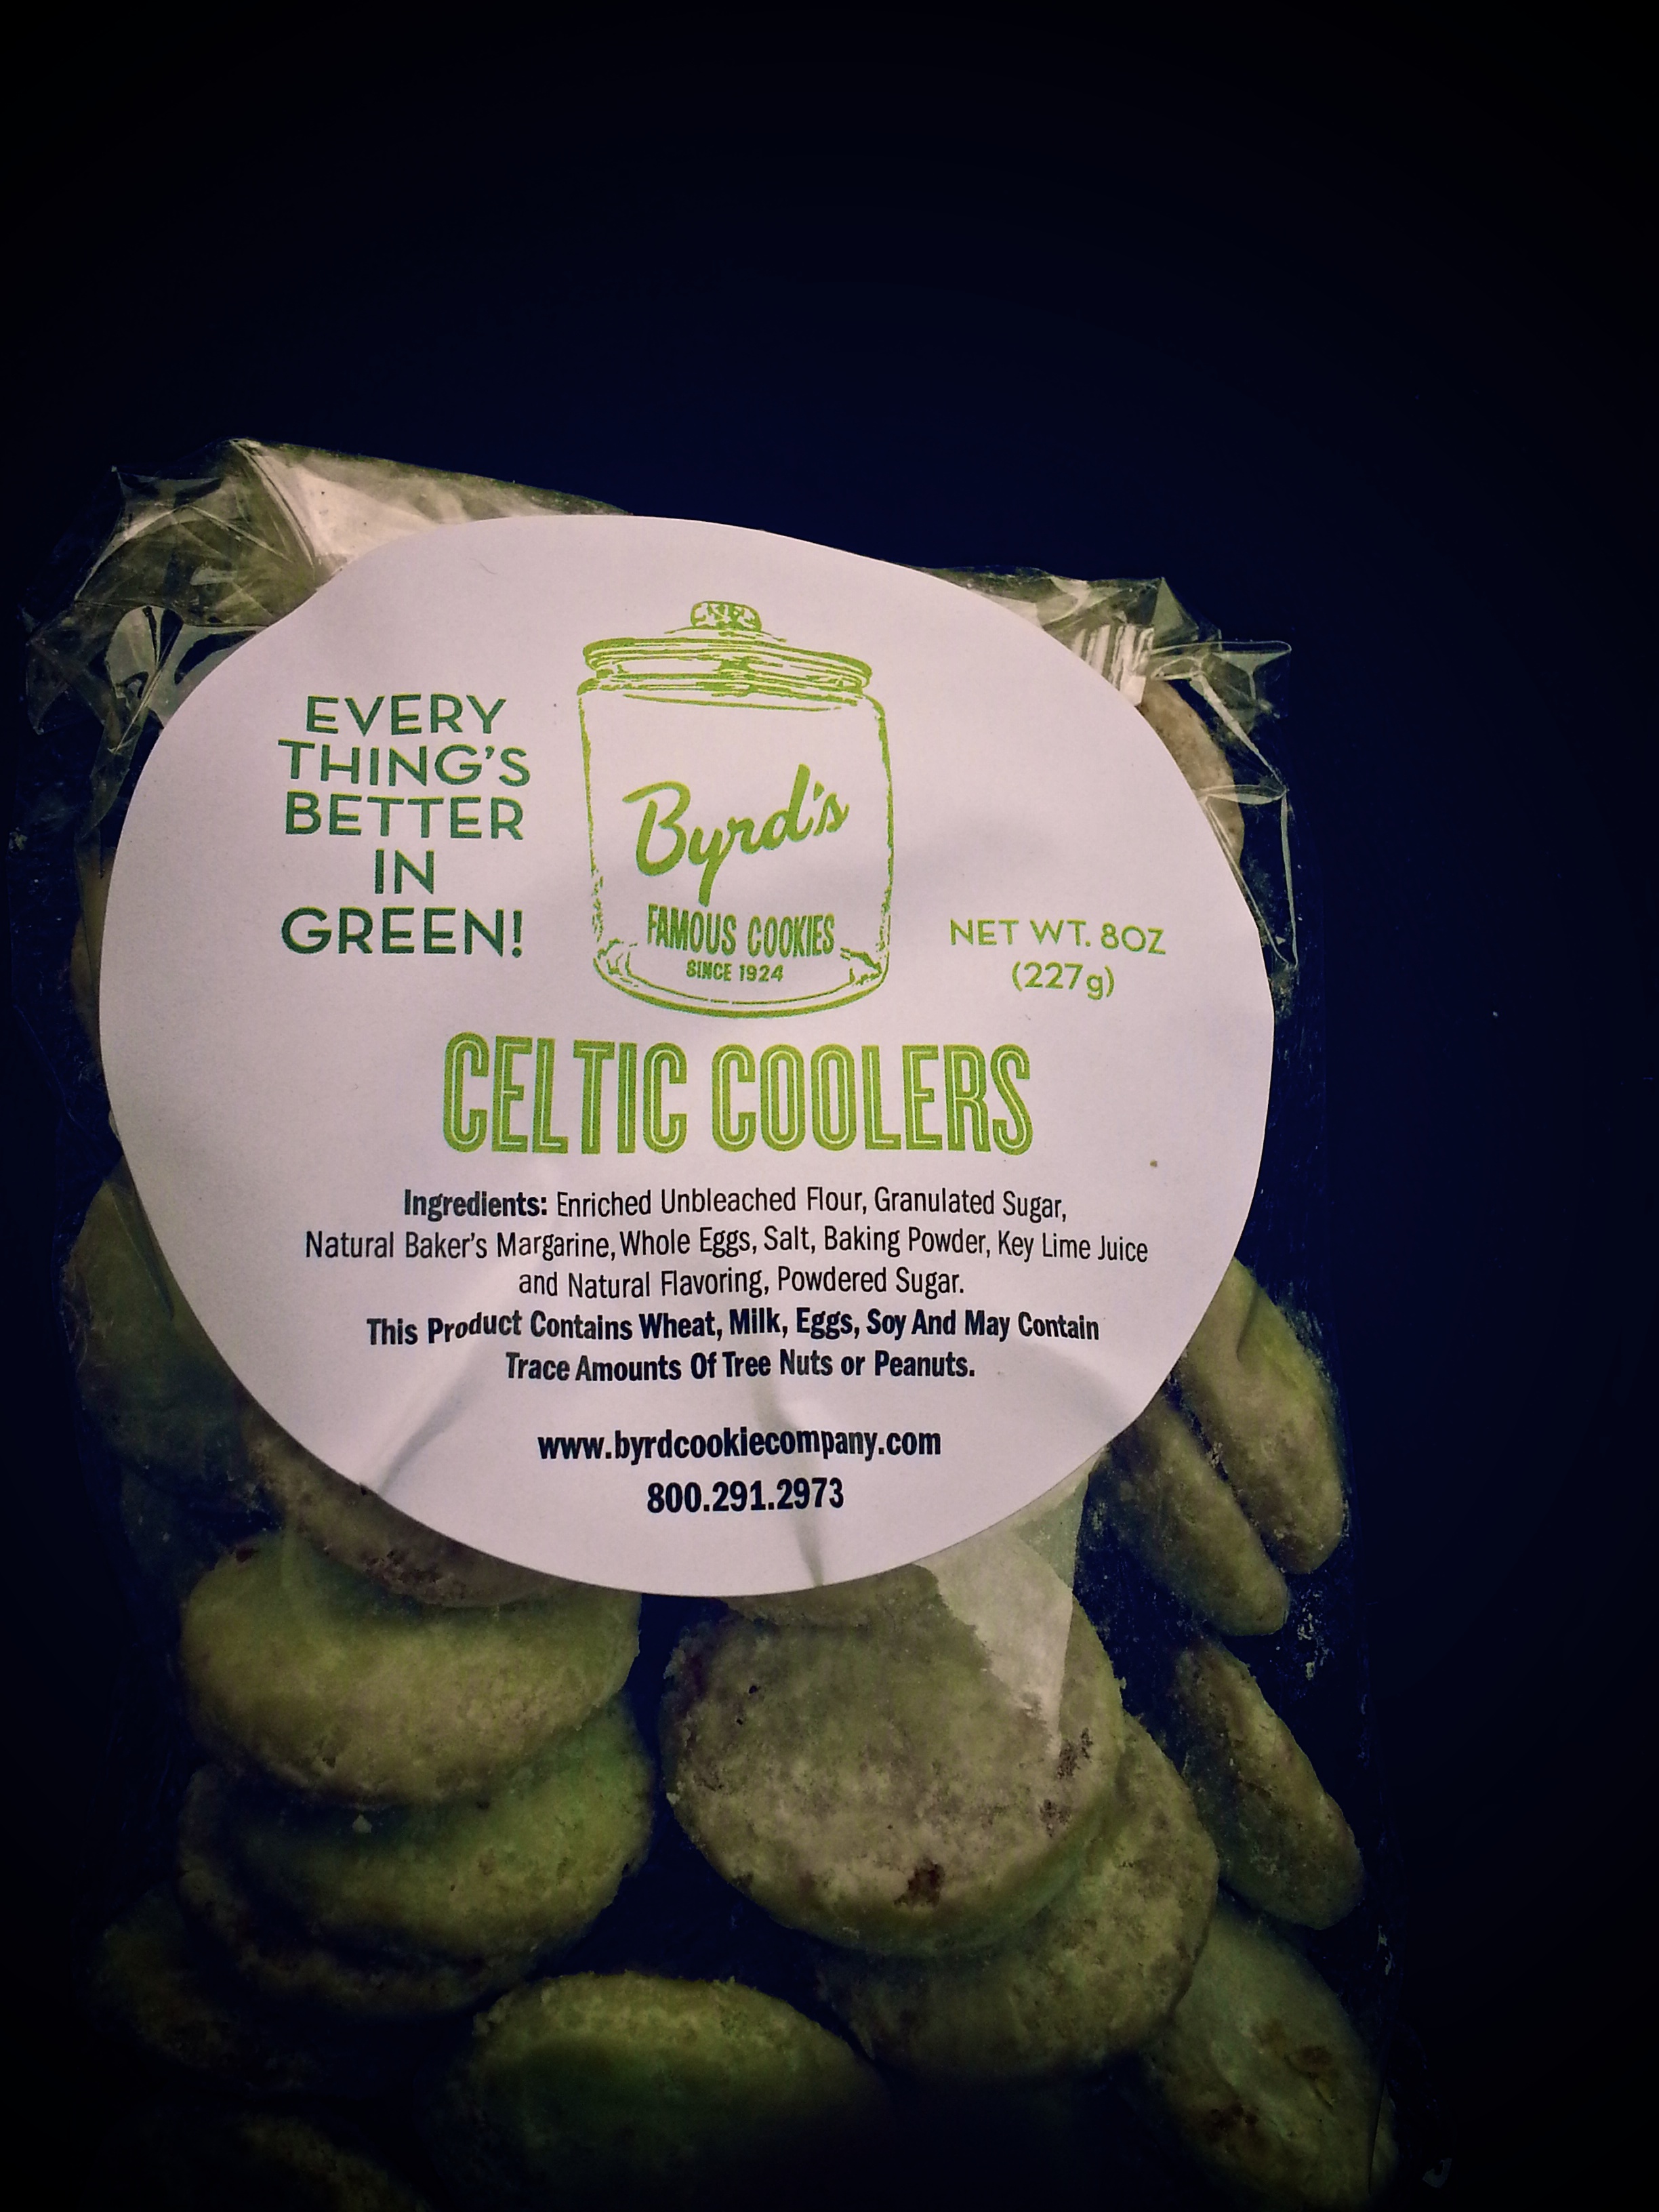 EVERY
THING'S
BETTER
IN
GREEN!
Byrd's
FAMOUS COOKIES
SINCE 1924
NET WT. 8OZ
(227g)
CELTIC COOLERS
Ingredients: Enriched Unbleached Flour, Granulated Sugar,
Natural Baker's Margarine, Whole Eggs, Salt, Baking Powder, Key Lime Juice
and Natural Flavoring, Powdered Sugar.
This Product Contains Wheat, Milk, Eggs, Soy And May Contain
Trace Amounts Of Tree Nuts or Peanuts.
www.byrdcookiecompany.com
800.291.2973